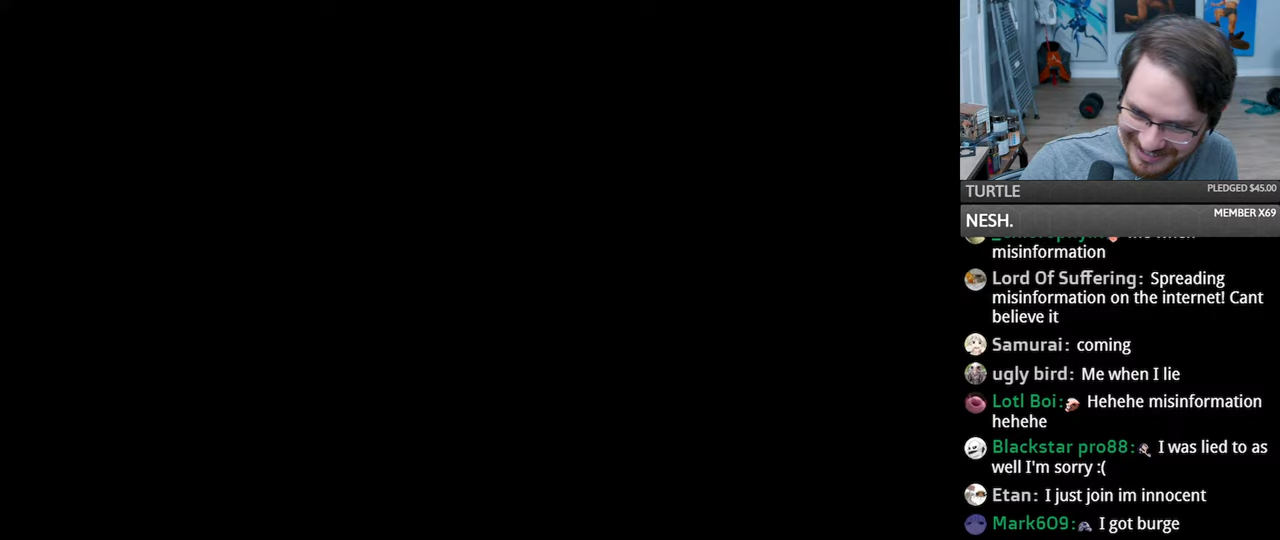 TURTLE PLEDGED $45.00
NESH. MEMBER X69
misinformation
Lord Of Suffering: Spreading
misinformation on the internet! Cant
believe it
Samurai: coming
ugly bird: Me when I lie
Lotl Boi: Hehehe misinformation
hehehe
Blackstar pro88: I was lied to as
well I'm sorry :(
Etan: I just join im innocent
Mark609: I got burge